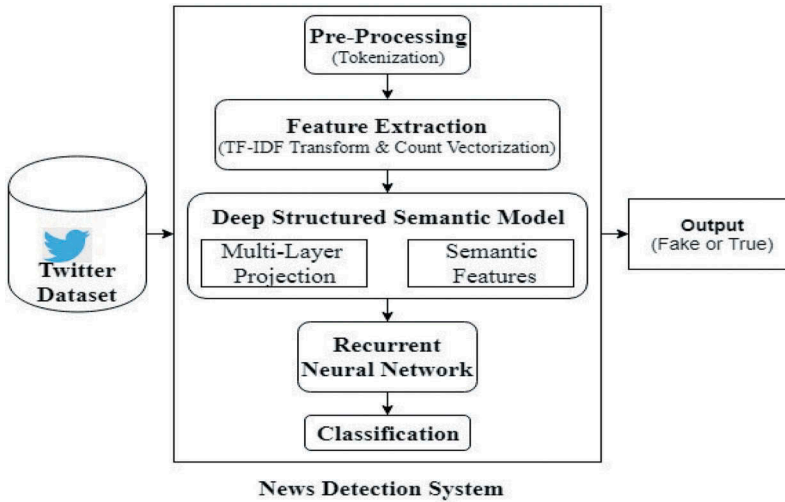 Pre-Processing
(Tokenization)
Feature Extraction
(TF-IDF Transform & Count Vectorization)
Deep Structured Semantic Model
Multi-Layer
Projection
Semantic
Features
Recurrent
Neural Network
Classification
Twitter
Dataset
Output
(Fake or True)
News Detection System